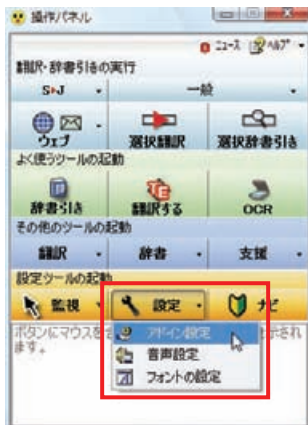 操作パネル
ニュース ヘルプ
翻訳・辞書引きの実行
S▸J 一般
ウェブ 選択翻訳 選択辞書引き
よく使うツールの起動
辞書引き 翻訳する OCR
その他のツールの起動
翻訳 辞書 支援
設定ツールの起動
監視 設定 ナビ
ボタンにマウスを
アドイン設定
示され
ます。
音声設定
フォントの設定